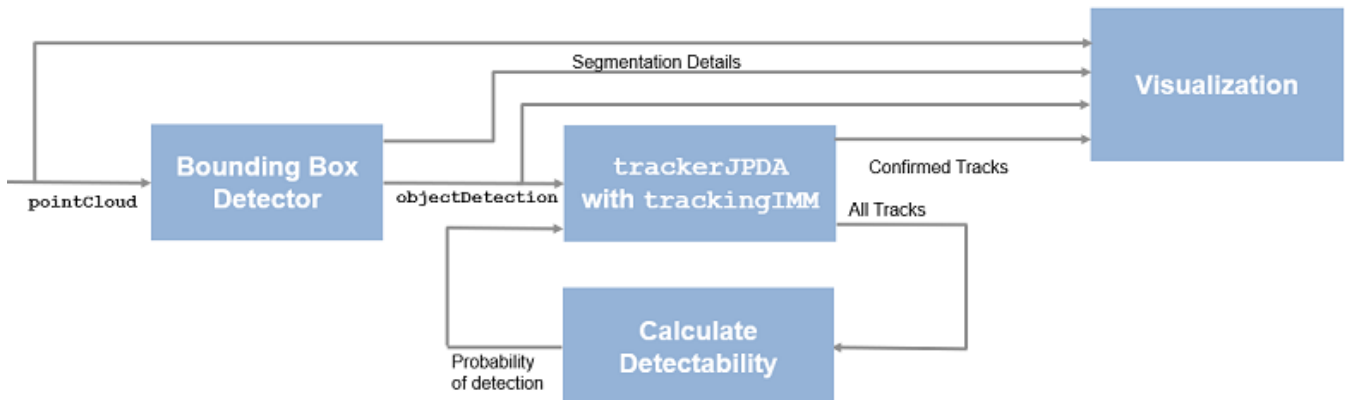 Segmentation Details
Visualization
Bounding Box
Detector
pointCloud
objectDetection
trackerJPDA
with trackingIMM
Confirmed Tracks
All Tracks
Calculate
Detectability
Probability
of detection